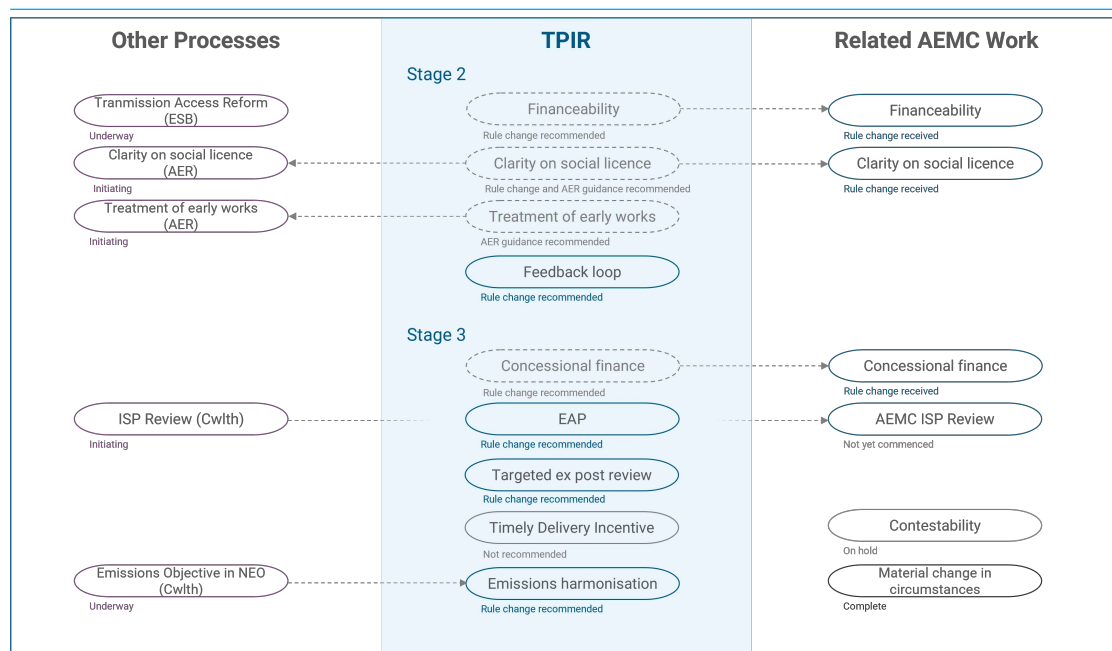 Other Processes
TPIR
Related AEMC Work
Stage 2
Tranmission Access Reform
(ESB)
Underway
Financeability
Rule change recommended
Financeability
Rule change received
Clarity on social licence
(AER)
Initiating
Clarity on social licence
Rule change and AER guidance recommended
Clarity on social licence
Rule change received
Treatment of early works
(AER)
Initiating
Treatment of early works
AER guidance recommended
Feedback loop
Rule change recommended
Stage 3
Concessional finance
Rule change recommended
Concessional finance
Rule change received
ISP Review (Cwlth)
Initiating
EAP
Rule change recommended
AEMC ISP Review
Not yet commenced
Targeted ex post review
Rule change recommended
Timely Delivery Incentive
Not recommended
Contestability
On hold
Emissions Objective in NEO
(Cwlth)
Underway
Emissions harmonisation
Rule change recommended
Material change in
circumstances
Complete